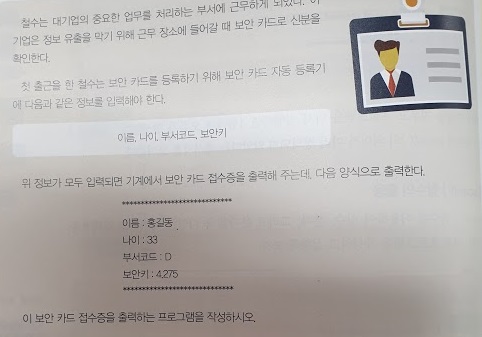 철수는 대기업의 중요한 업무를 처리하는 부서에 근무하게 되었다. 이
기업은 정보 유출을 막기 위해 근무 장소에 들어갈 때 보안 카드로 신분을
확인한다.
첫 출근을 한 철수는 보안 카드를 등록하기 위해 보안 카드 자동 등록기
에 다음과 같은 정보를 입력해야 한다.
이름, 나이, 부서코드, 보안키
위 정보가 모두 입력되면 기계에서 보안 카드 접수증을 출력해 주는데, 다음 양식으로 출력한다.
****************************
이름 : 홍길동
나이 : 33
부서코드 : D
보안키 : 4.275
****************************
이 보안 카드 접수증을 출력하는 프로그램을 작성하시오.